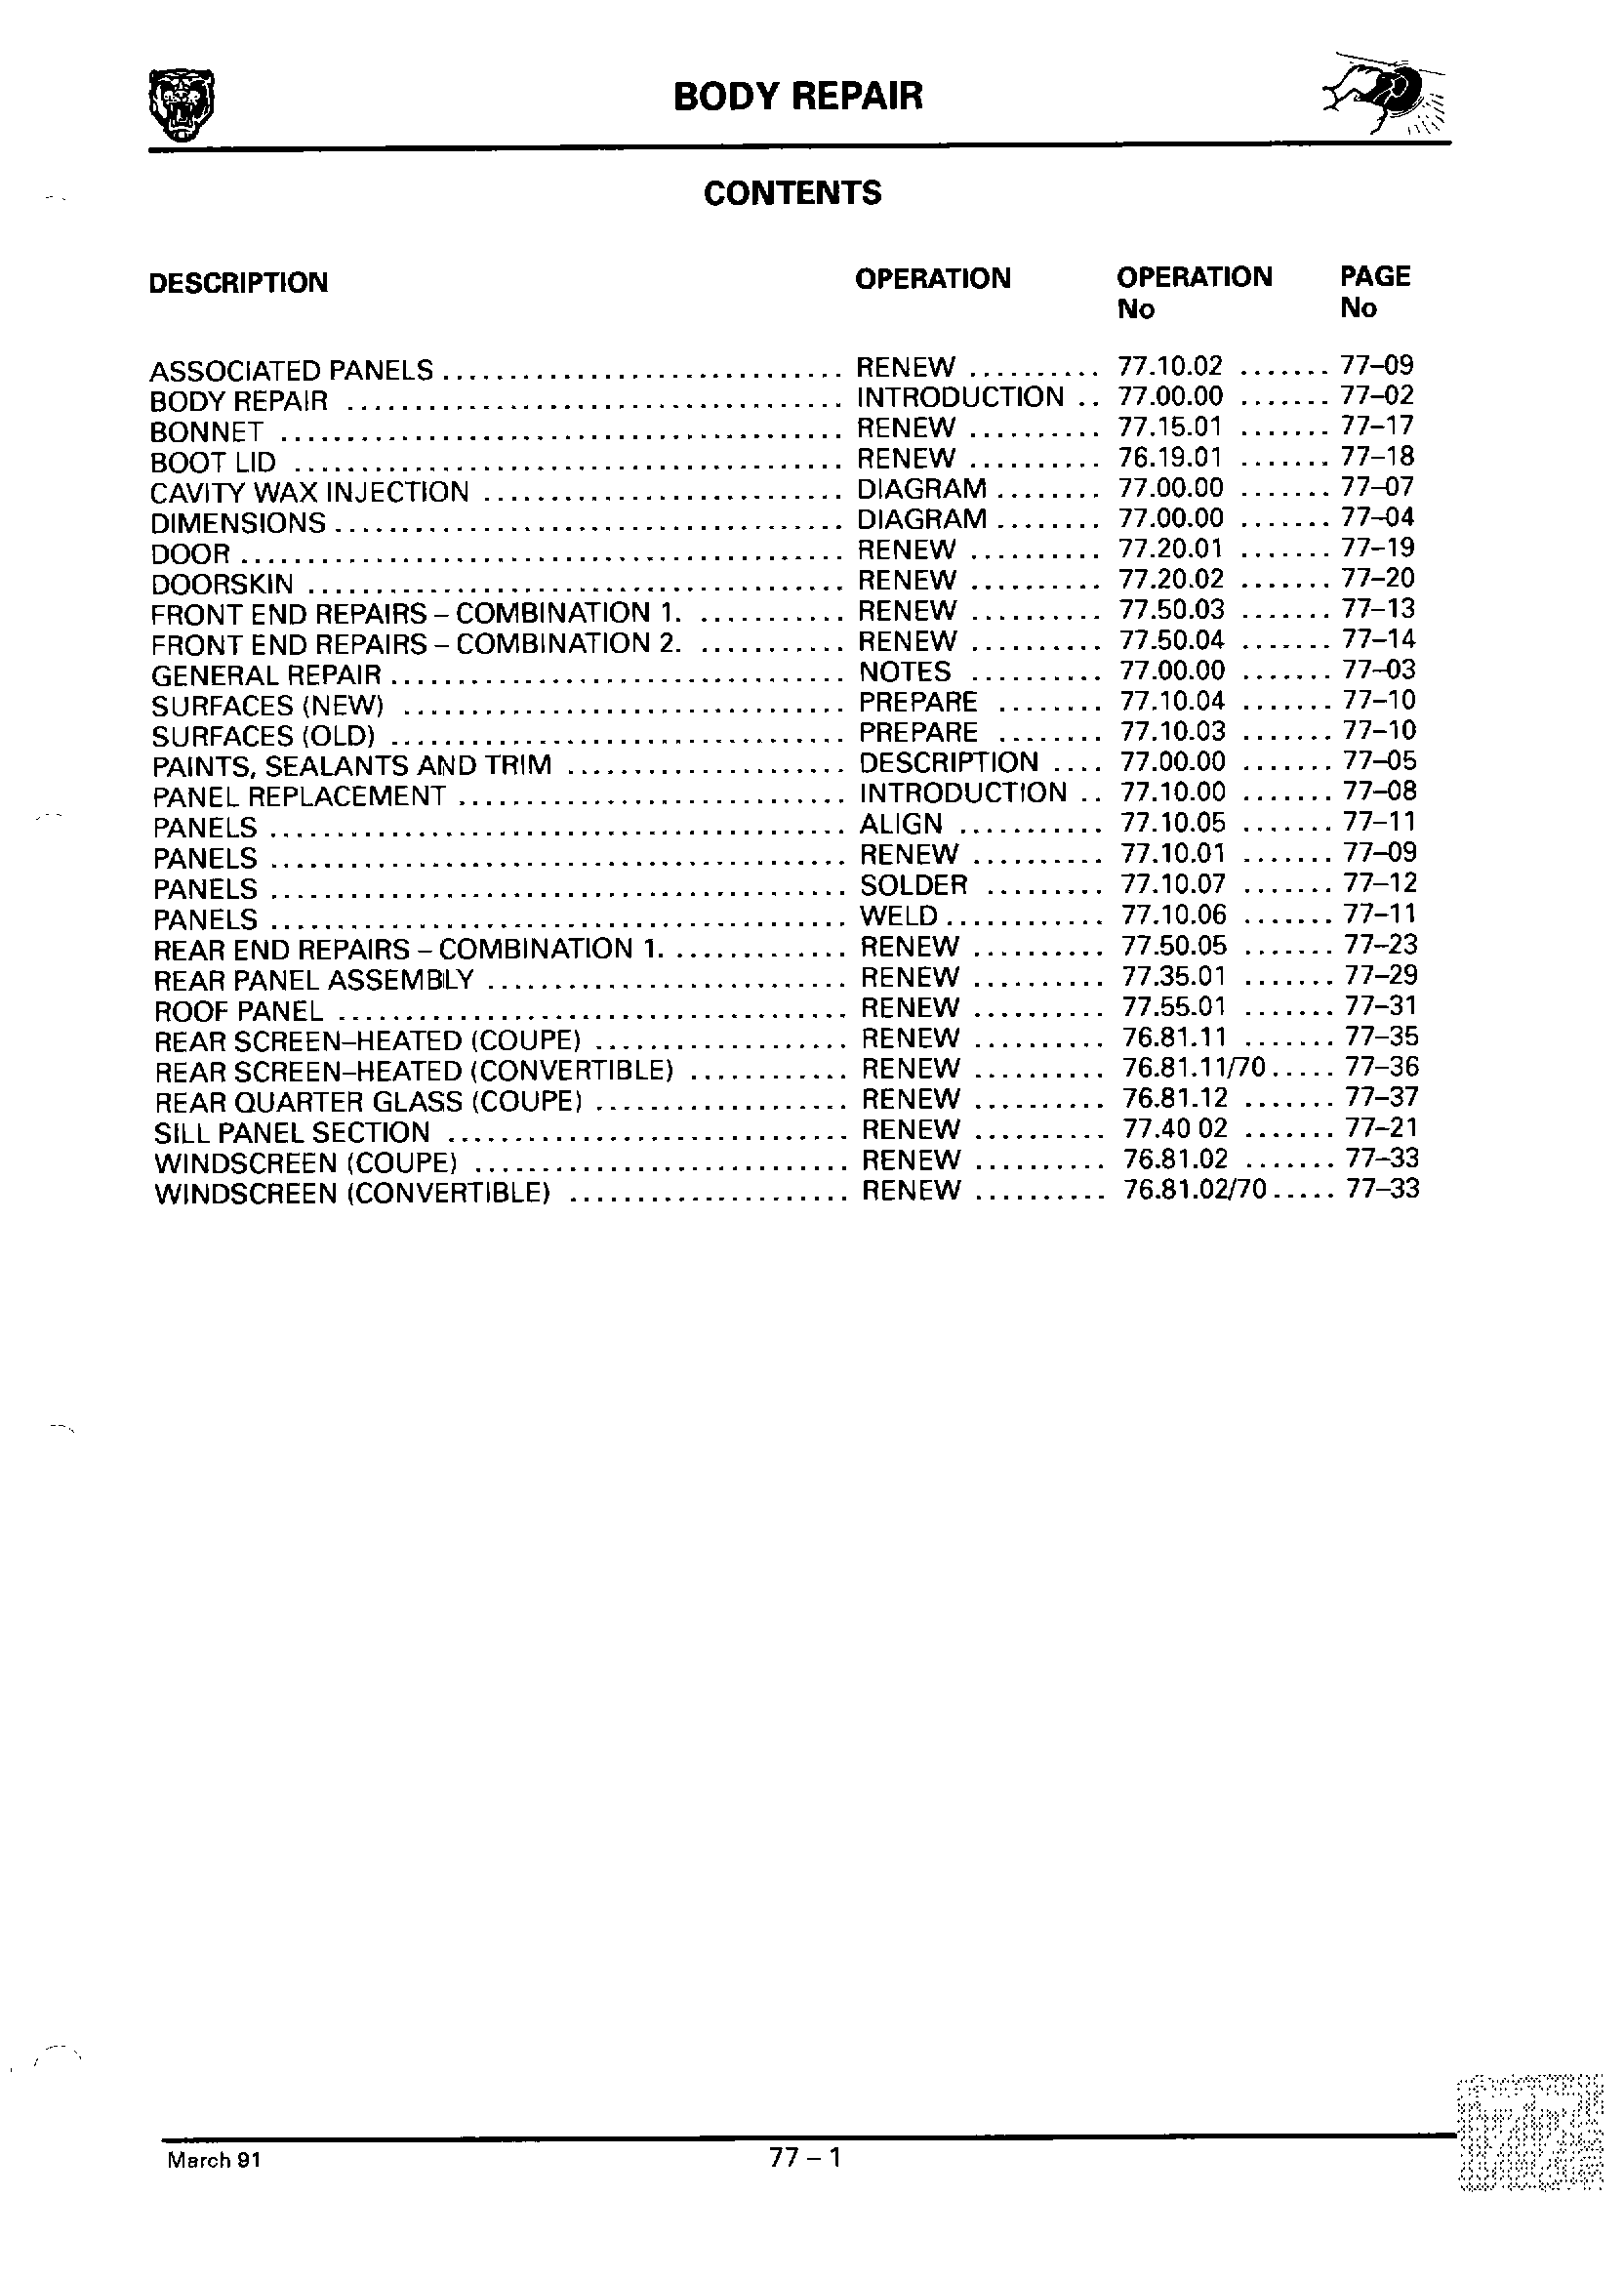 BODY REPAIR
CONTENTS
DESCRIPTION OPERATION OPERATION No PAGE No
ASSOCIATED PANELS .............................. RENEW .......... 77.10.02 ....... 77–09
BODY REPAIR ..................................... INTRODUCTION .. 77.00.00 ....... 77–02
BONNET .......................................... RENEW .......... 77.15.01 ....... 77–17
BOOT LID ......................................... RENEW .......... 76.19.01 ....... 77–18
CAVITY WAX INJECTION ........................... DIAGRAM ........ 77.00.00 ....... 77–07
DIMENSIONS ...................................... DIAGRAM ........ 77.00.00 ....... 77–04
DOOR ............................................. RENEW .......... 77.20.01 ....... 77–19
DOORSKIN ........................................ RENEW .......... 77.20.02 ....... 77–20
FRONT END REPAIRS – COMBINATION 1. ........... RENEW .......... 77.50.03 ....... 77–13
FRONT END REPAIRS – COMBINATION 2. ........... RENEW .......... 77.50.04 ....... 77–14
GENERAL REPAIR .................................. NOTES .......... 77.00.00 ....... 77–03
SURFACES (NEW) ................................. PREPARE ........ 77.10.04 ....... 77–10
SURFACES (OLD) .................................. PREPARE ........ 77.10.03 ....... 77–10
PAINTS, SEALANTS AND TRIM ..................... DESCRIPTION .... 77.00.00 ....... 77–05
PANEL REPLACEMENT ............................. INTRODUCTION .. 77.10.00 ....... 77–08
PANELS ........................................... ALIGN ........... 77.10.05 ....... 77–11
PANELS ........................................... RENEW .......... 77.10.01 ....... 77–09
PANELS ........................................... SOLDER ......... 77.10.07 ....... 77–12
PANELS ........................................... WELD ............ 77.10.06 ....... 77–11
REAR END REPAIRS – COMBINATION 1. ............. RENEW .......... 77.50.05 ....... 77–23
REAR PANEL ASSEMBLY ........................... RENEW .......... 77.35.01 ....... 77–29
ROOF PANEL ...................................... RENEW .......... 77.55.01 ....... 77–31
REAR SCREEN–HEATED (COUPE) ................... RENEW .......... 76.81.11 ....... 77–35
REAR SCREEN–HEATED (CONVERTIBLE) ............ RENEW .......... 76.81.11/70 ..... 77–36
REAR QUARTER GLASS (COUPE) ................... RENEW .......... 76.81.12 ....... 77–37
SILL PANEL SECTION .............................. RENEW .......... 77.40 02 ....... 77–21
WINDSCREEN (COUPE) ............................ RENEW .......... 76.81.02 ....... 77–33
WINDSCREEN (CONVERTIBLE) ..................... RENEW .......... 76.81.02/70 ..... 77–33
March 91 77 – 1